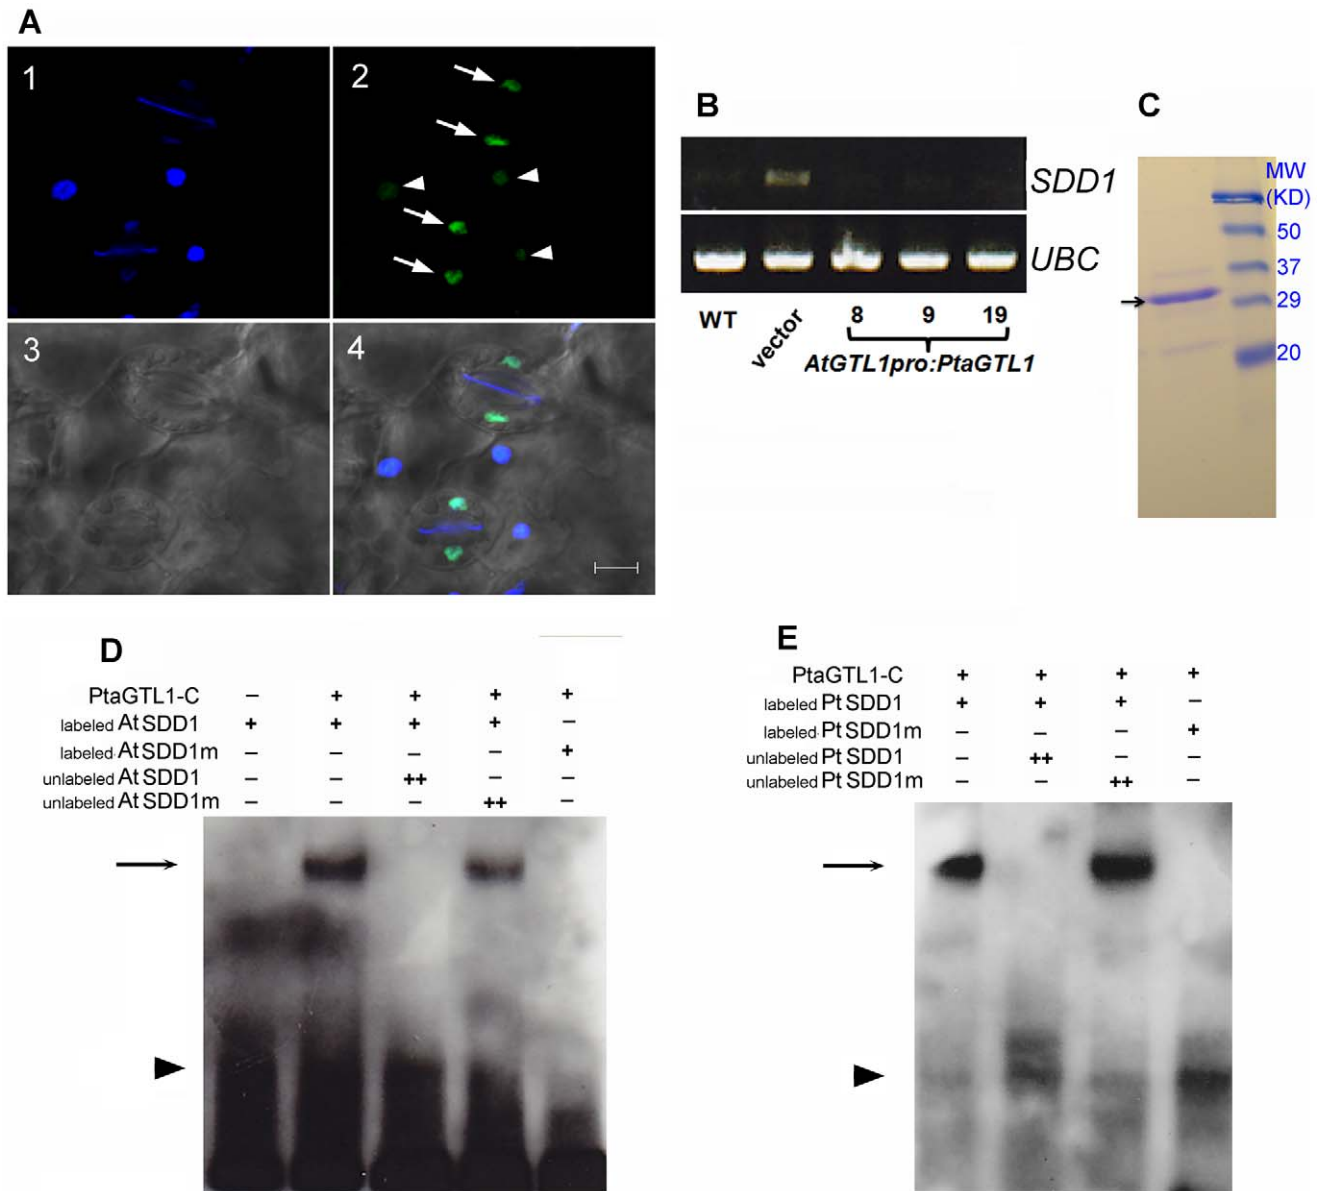 A
1
2
3
4
B
SDD1
UBC
WT
vector
8 9 19
AtGTL1pro:PtaGTL1
C
MW
(KD)
50
37
29
20
D
PtaGTL1-C – + + + +
labeled AtSDD1 + + + + –
labeled AtSDD1m – – – – +
unlabeled AtSDD1 – – ++ – –
unlabeled AtSDD1m – – – ++ –
E
PtaGTL1-C + + + +
labeled PtSDD1 + + + –
labeled PtSDD1m – – – +
unlabeled PtSDD1 – ++ – –
unlabeled PtSDD1m – – ++ –